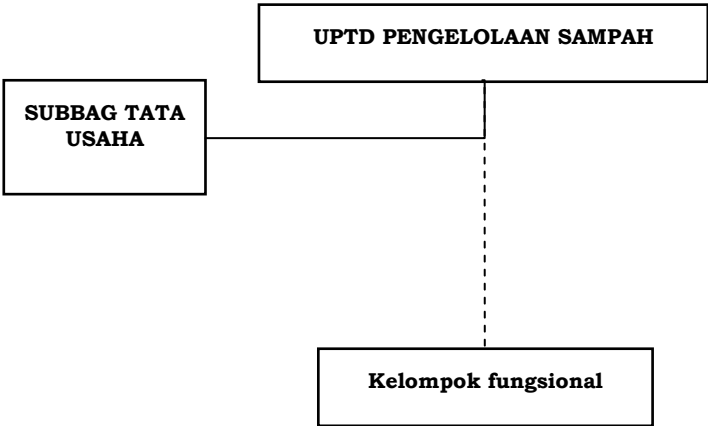 UPTD PENGELOLAAN SAMPAH
SUBBAG TATA
USAHA
Kelompok fungsional